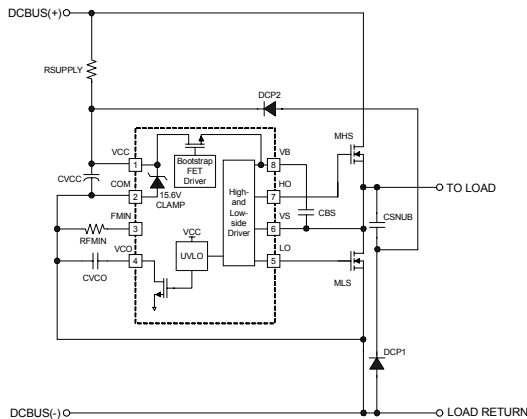 DCBUS(+)
RSUPPLY
DCP2
MHS
VCC
VB
1
8
Bootstrap
FET
Driver
CVCC
COM
HO
TO LOAD
2
7
15.6V
CLAMP
High-
and Low-
side
Driver
CBS
CSNUB
FMIN
VS
3
6
RFMIN
VCC
VCO
LO
4
UVLO
5
CVCO
MLS
DCP1
DCBUS(-)
LOAD RETURN